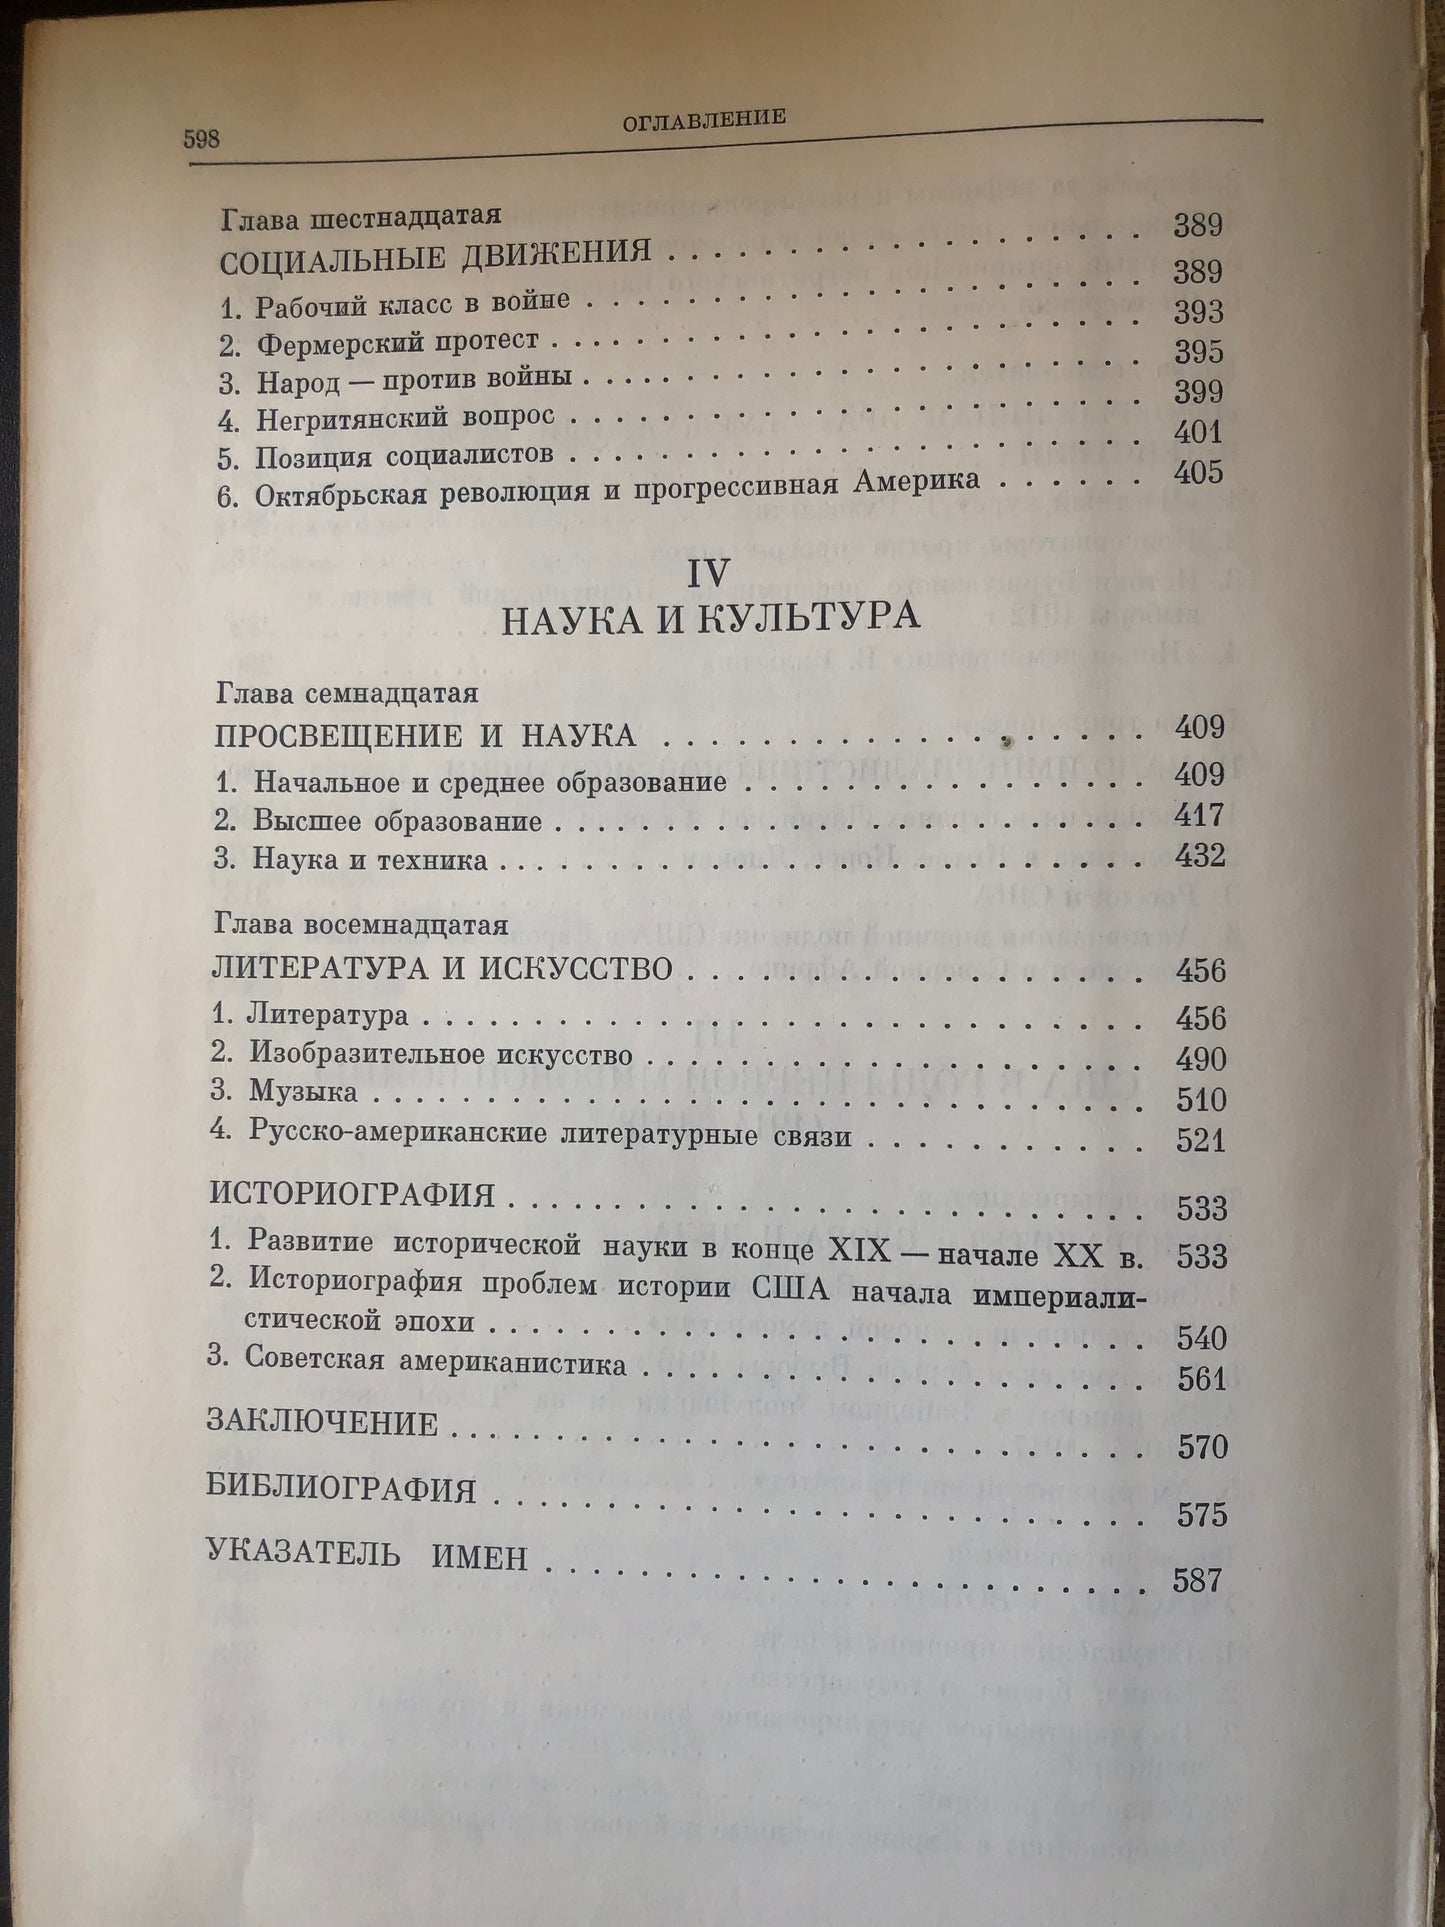 598
ОГЛАВЛЕНИЕ
Глава шестнадцатая
СОЦИАЛЬНЫЕ ДВИЖЕНИЯ . . . . . . . . . . . . . . . . . . . . 389
1. Рабочий класс в войне . . . . . . . . . . . . . . . . . . . . 389
2. Фермерский протест . . . . . . . . . . . . . . . . . . . . 393
3. Народ — против войны . . . . . . . . . . . . . . . . . . . . 395
4. Негритянский вопрос . . . . . . . . . . . . . . . . . . . . 399
5. Позиция социалистов . . . . . . . . . . . . . . . . . . . . 401
6. Октябрьская революция и прогрессивная Америка . . . . . . 405
IV
НАУКА И КУЛЬТУРА
Глава семнадцатая
ПРОСВЕЩЕНИЕ И НАУКА . . . . . . . . . . . . . . . . . . . . 409
1. Начальное и среднее образование . . . . . . . . . . . . . . . . 409
2. Высшее образование . . . . . . . . . . . . . . . . . . . . 417
3. Наука и техника . . . . . . . . . . . . . . . . . . . . 432
Глава восемнадцатая
ЛИТЕРАТУРА И ИСКУССТВО . . . . . . . . . . . . . . . . . . . 456
1. Литература . . . . . . . . . . . . . . . . . . . . 456
2. Изобразительное искусство . . . . . . . . . . . . . . . . . . . . 490
3. Музыка . . . . . . . . . . . . . . . . . . . . 510
4. Русско-американские литературные связи . . . . . . . . . . . . 521
ИСТОРИОГРАФИЯ . . . . . . . . . . . . . . . . . . . . 533
1. Развитие исторической науки в конце XIX — начале XX в. 533
2. Историография проблем истории США начала империали-
стической эпохи . . . . . . . . . . . . . . . . . . . . 540
3. Советская американистика . . . . . . . . . . . . . . . . . . . . 561
ЗАКЛЮЧЕНИЕ . . . . . . . . . . . . . . . . . . . . 570
БИБЛИОГРАФИЯ . . . . . . . . . . . . . . . . . . . . 575
УКАЗАТЕЛЬ ИМЕН . . . . . . . . . . . . . . . . . . . . 587